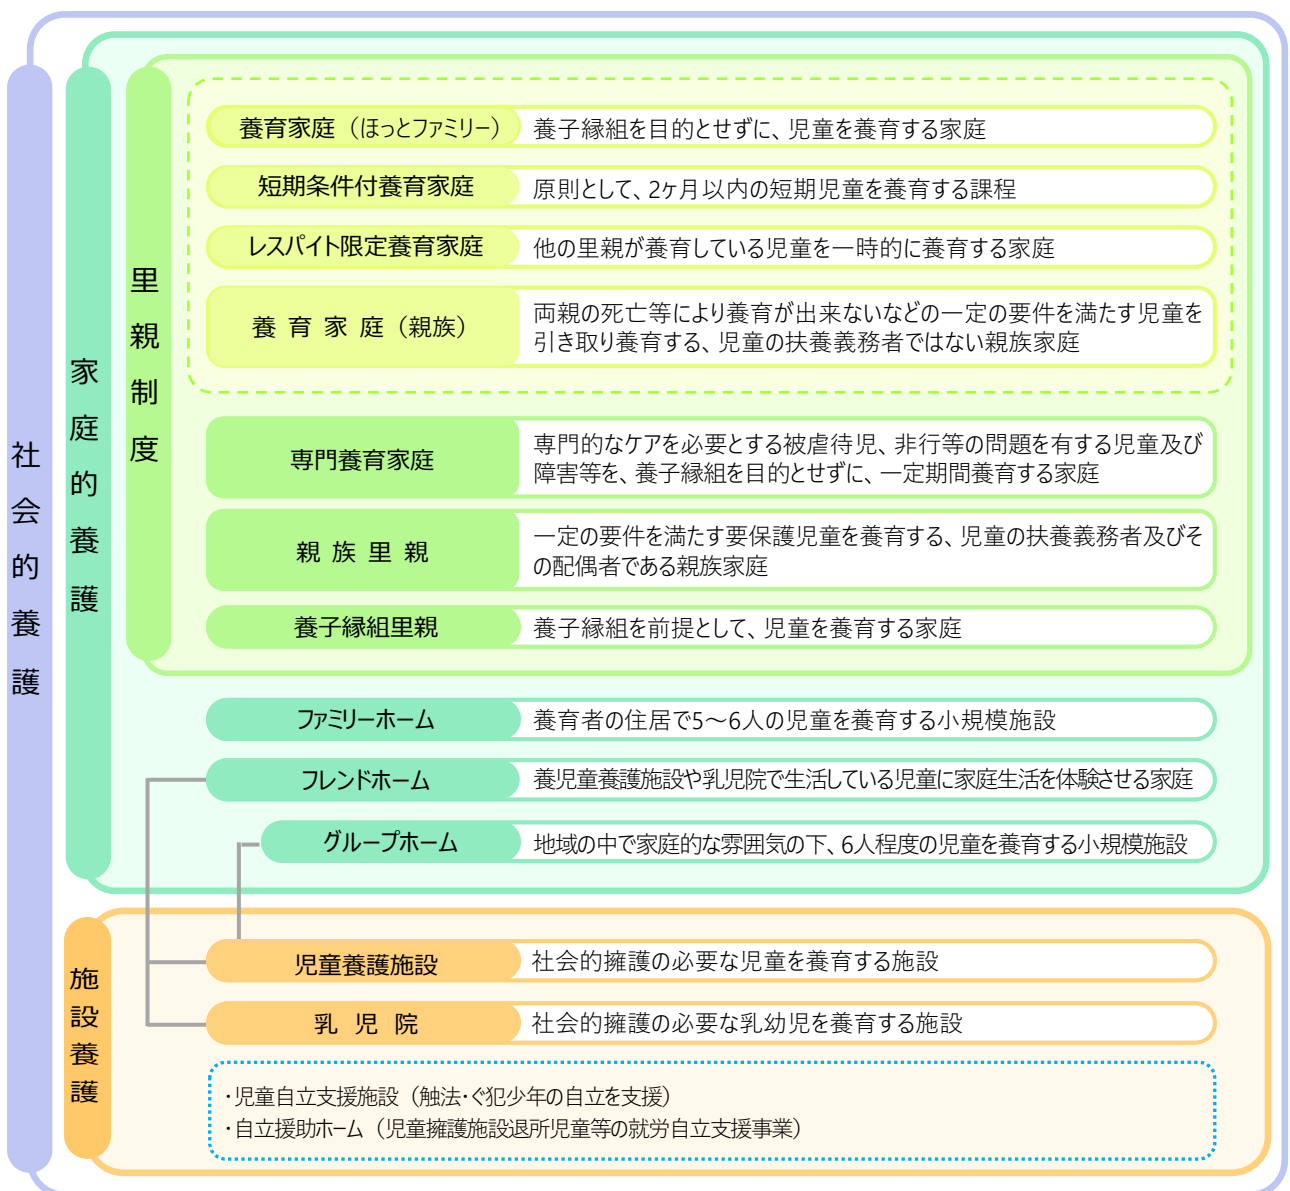 社会的養護
家庭的養護
里親制度
養育家庭（ほっとファミリー）
養子縁組を目的とせずに、児童を養育する家庭
短期条件付養育家庭
原則として、2ヶ月以内の短期児童を養育する課程
レスパイト限定養育家庭
他の里親が養育している児童を一時的に養育する家庭
養育家庭（親族）
両親の死亡等により養育が出来ないなどの一定の要件を満たす児童を
引き取り養育する、児童の扶養義務者ではない親族家庭
専門養育家庭
専門的なケアを必要とする被虐待児、非行等の問題を有する児童及び
障害等を、養子縁組を目的とせずに、一定期間養育する家庭
親族里親
一定の要件を満たす要保護児童を養育する、児童の扶養義務者及びそ
の配偶者である親族家庭
養子縁組里親
養子縁組を前提として、児童を養育する家庭
ファミリーホーム
養育者の住居で5～6人の児童を養育する小規模施設
フレンドホーム
養児童養護施設や乳児院で生活している児童に家庭生活を体験させる家庭
グループホーム
地域の中で家庭的な雰囲気の下、6人程度の児童を養育する小規模施設
施設養護
児童養護施設
社会的擁護の必要な児童を養育する施設
乳児院
社会的擁護の必要な乳幼児を養育する施設
・児童自立支援施設（触法・ぐ犯少年の自立を支援）
・自立援助ホーム（児童擁護施設退所児童等の就労自立支援事業）